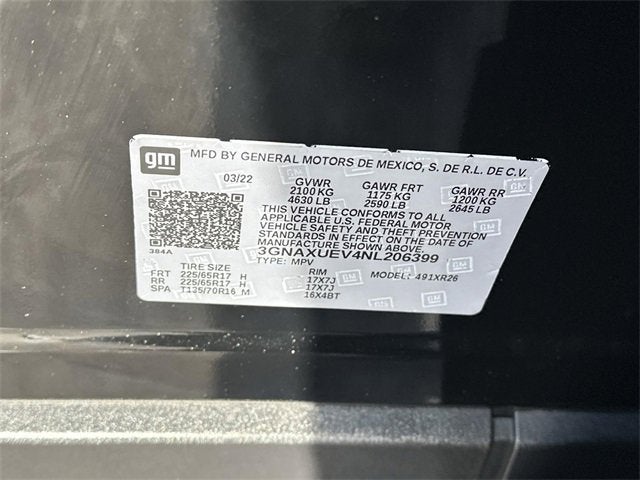 gm MFD BY GENERAL MOTORS DE MEXICO, S. DE R.L. DE C.V.
03/22 GVWR GAWR FRT GAWR RR
2100 KG 1175 KG 1200 KG
4630 LB 2590 LB 2645 LB
THIS VEHICLE CONFORMS TO ALL
APPLICABLE U.S. FEDERAL MOTOR
VEHICLE SAFETY AND THEFT PREVENTION
STANDARDS IN EFFECT ON THE DATE OF
MANUFACTURE SHOWN ABOVE.
384A 3GNAXUEV4NL206399
TYPE: MPV MODEL: 491XR26
TIRE SIZE RIM
FRT 225/65R17 H 17X7J
RR 225/65R17 H 17X7J
SPA T135/70R16 M 16X4BT